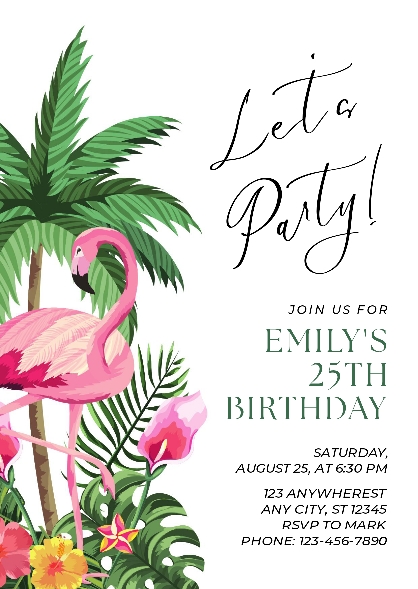 Let's
Party!
JOIN US FOR
EMILY'S
25TH
BIRTHDAY
SATURDAY,
AUGUST 25, AT 6:30 PM
123 ANYWHEREST
ANY CITY, ST 12345
RSVP TO MARK
PHONE: 123-456-7890